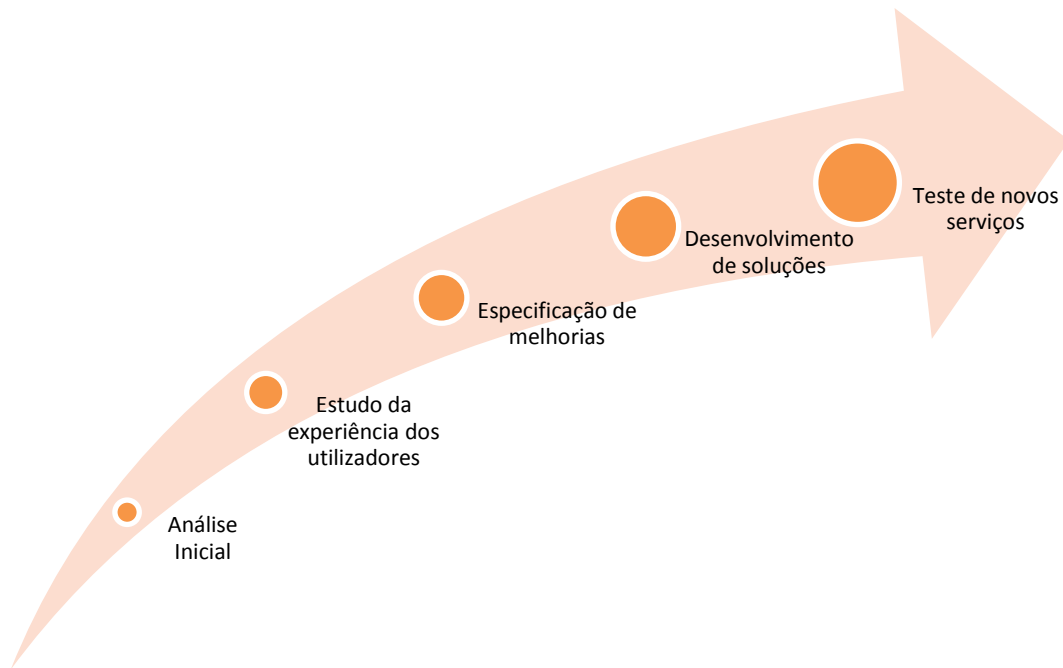 Análise
Inicial
Estudo da
experiência dos
utilizadores
Especificação de
melhorias
Desenvolvimento
de soluções
Teste de novos
serviços